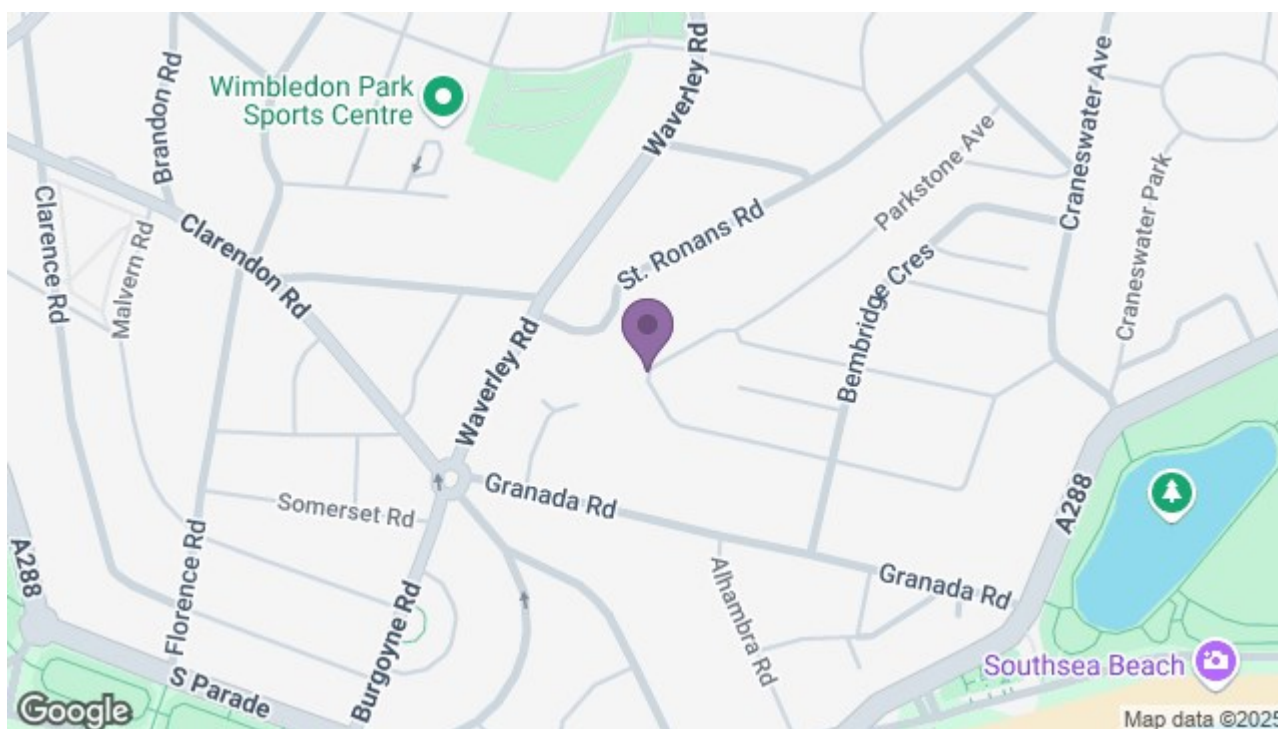 Wimbledon Park
Sports Centre
Brandon Rd
Waverley Rd
Craneswater Ave
Parkstone Ave
Clarence Rd
Malvern Rd
Clarendon Rd
St. Ronans Rd
Bembridge Cres
Craneswater Park
Waverley Rd
Granada Rd
Somerset Rd
A288
A288
Florence Rd
Burgoyne Rd
Alhambra Rd
Granada Rd
Southsea Beach
S Parade
Google
Map data ©2025